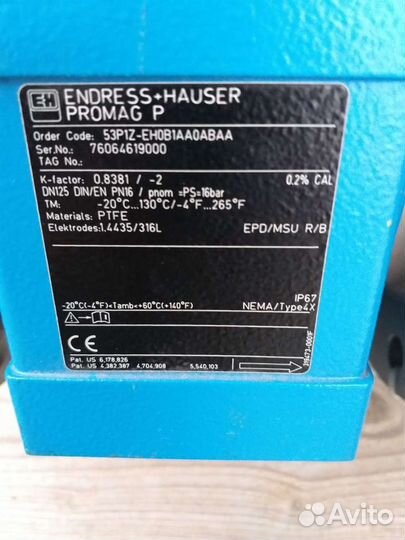 EH ENDRESS+HAUSER
PROMAG P
Order Code: 53P1Z-EH0B1AA0ABAA
Ser.No.: 76064619000
TAG No.:
K-factor: 0.8381 / -2 0.2% CAL
DN125 DIN/EN PN16 / pnom =PS=16bar
TM: -20°C...130°C/-4°F...265°F
Materials: PTFE
Elektrodes:1.4435/316L EPD/MSU R/B
IP67
-20°C(-4°F)<Tamb<+60°C(+140°F) NEMA/Type4X
CE
Pat. US 6,178,826
Pat. US 4,382,387 4,704,908 5,540,103
319473-0001F
Avito